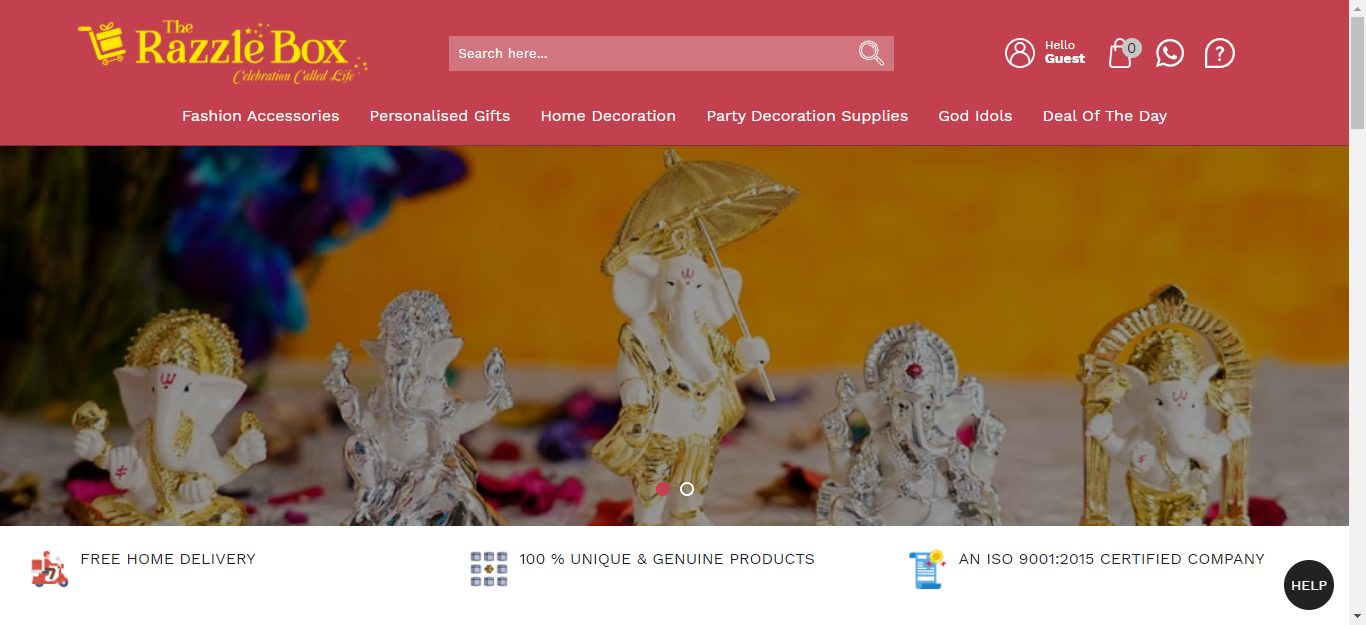 The
Razzle Box
Celebration Called Life
Search here...
Hello
Guest
0
?
Fashion Accessories
Personalised Gifts
Home Decoration
Party Decoration Supplies
God Idols
Deal Of The Day
FREE HOME DELIVERY
100 % UNIQUE & GENUINE PRODUCTS
AN ISO 9001:2015 CERTIFIED COMPANY
HELP